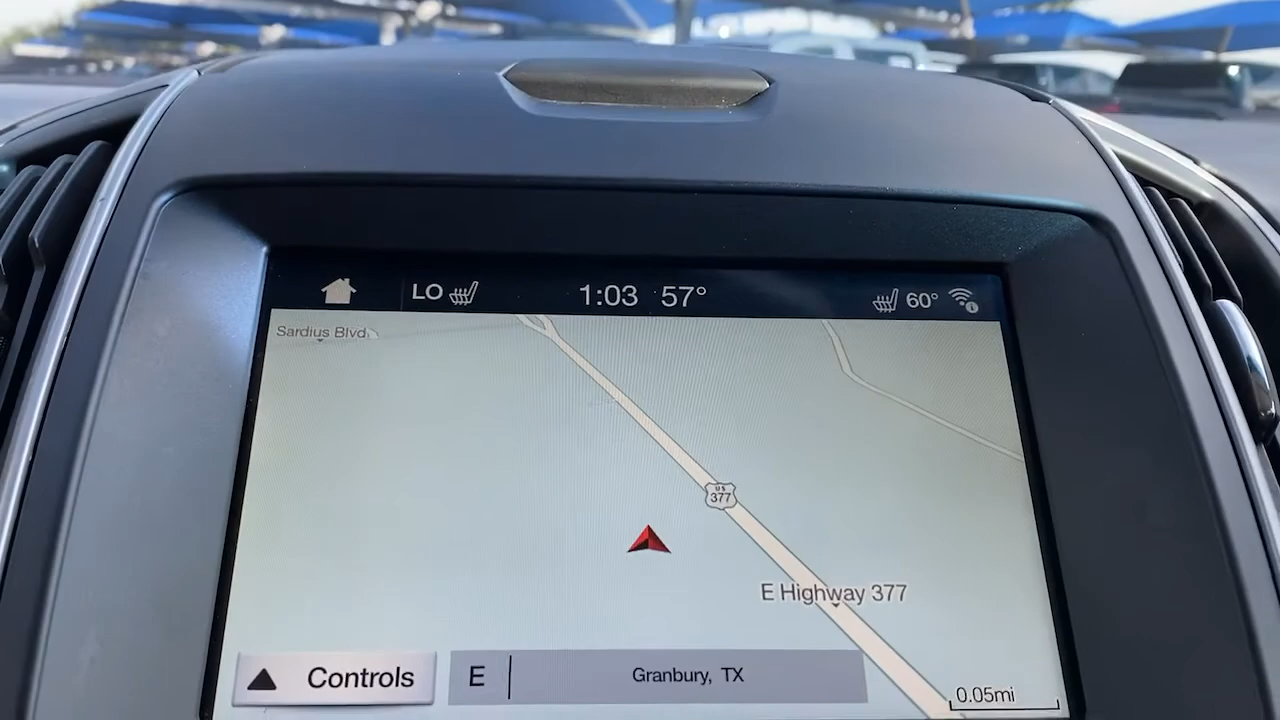 LO 1:03 57° 60°
Sardius Blvd
US
377
E Highway 377
Controls E Granbury, TX
0.05mi